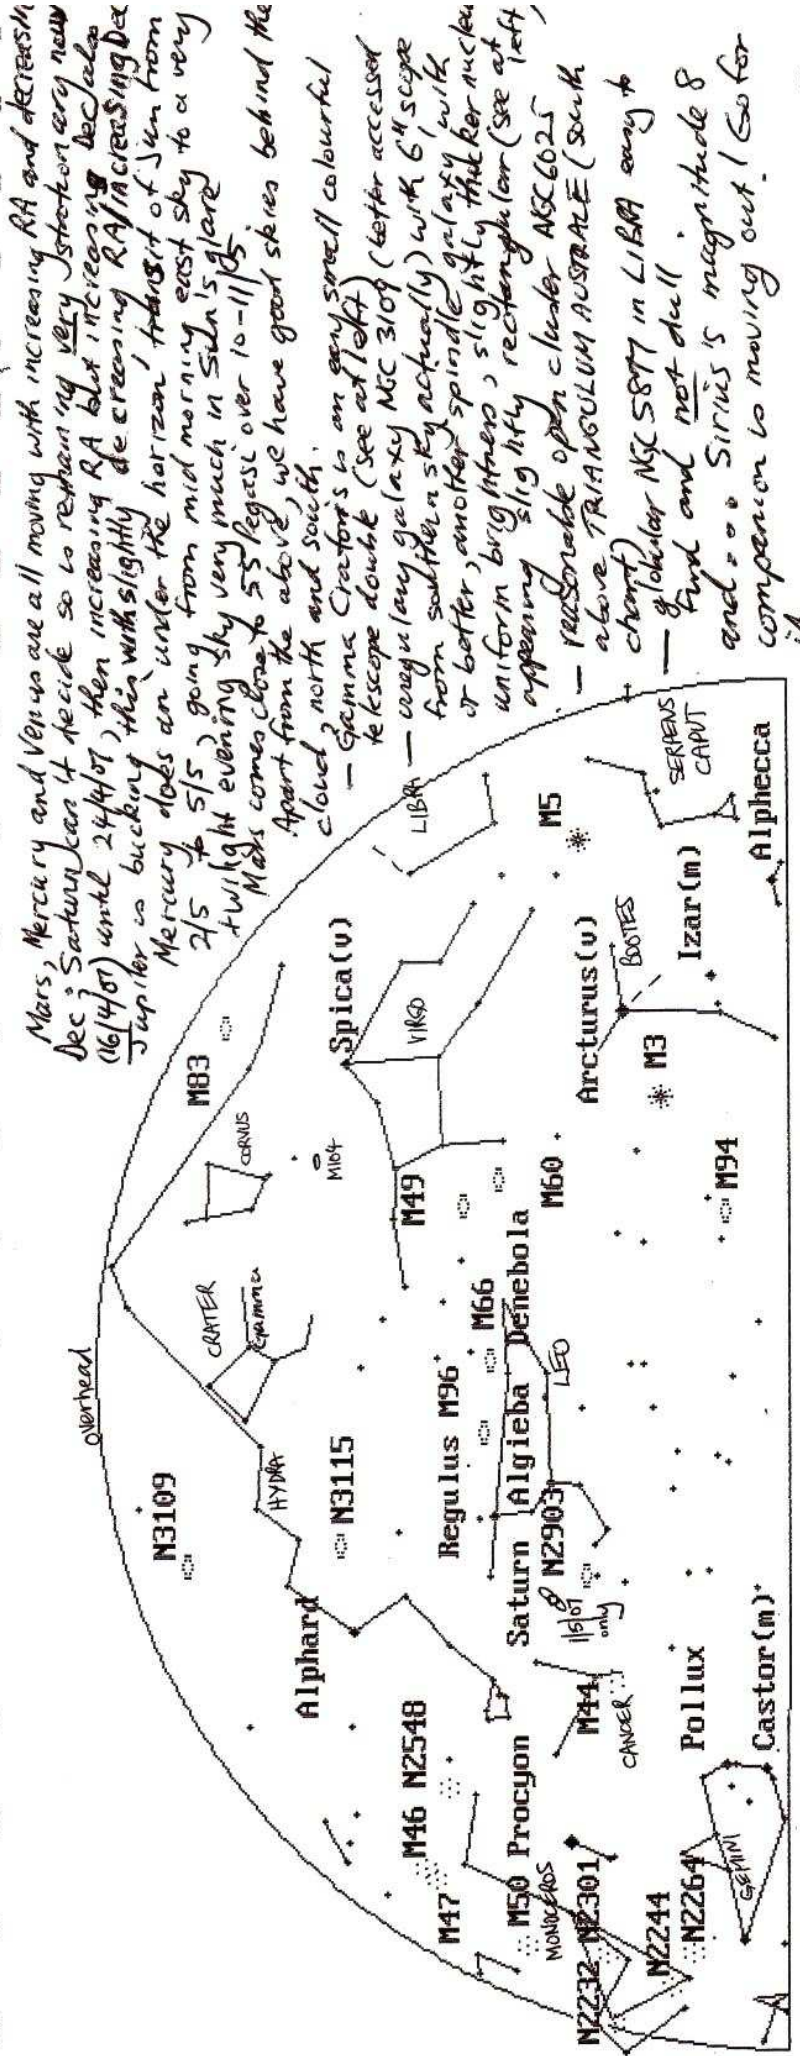 Mars, Mercury and Venus are all moving with increasing RA and decreasing
Dec; Saturn can't decide so is remaining very stationary now
(16/4/07) until 24/4/07, then increasing RA but increasing
Jupiter is bucking this with slightly decreasing RA/increasing Dec
Mercury does an 'under the horizon' transit of Sun from
2/5 to 5/5, going from mid morning east sky to a very
twilight evening sky very much in Sun's glare
Mars comes close to 55 Pegasi over 10-11/05
Apart from the above, we have good skies behind the
cloud, north and south.
— Gamma Crateris is an easy small colourful
telescope double (see at left)
— irregular galaxy NGC 3109 (better accessed
from southern sky actually) with 6" scope
or better, another spindle galaxy with
uniform brightness, slightly thicker nucleus
appearing slightly rectangular (see at left)
— reasonable open cluster NGC 6025
above TRIANGULUM AUSTRALE (south
chart)
— globular NGC 5897 in LIBRA easy to
find and not dull.
and... Sirius's magnitude 8
companion is moving out! Go for
it
overhead
N3109
M83
CORVUS
CRATER
Gamma
HYDRA
Alphard
N3115
M104
Spica(v)
VIRGO
LIBRA
M5
SERPENS
CAPUT
Alphecca
Izar(m)
BOOTES
Arcturus(v)
M3
M94
M60
M49
Denebola
M66
M96
LEO
Regulus
Algieba
N2903
Saturn
1/5/07
only
M44
CANCER
Pollux
Castor(m)
GEMINI
Procyon
N2548
M46
M47
M50
MONOCEROS
N2301
N2232
N2244
N2264